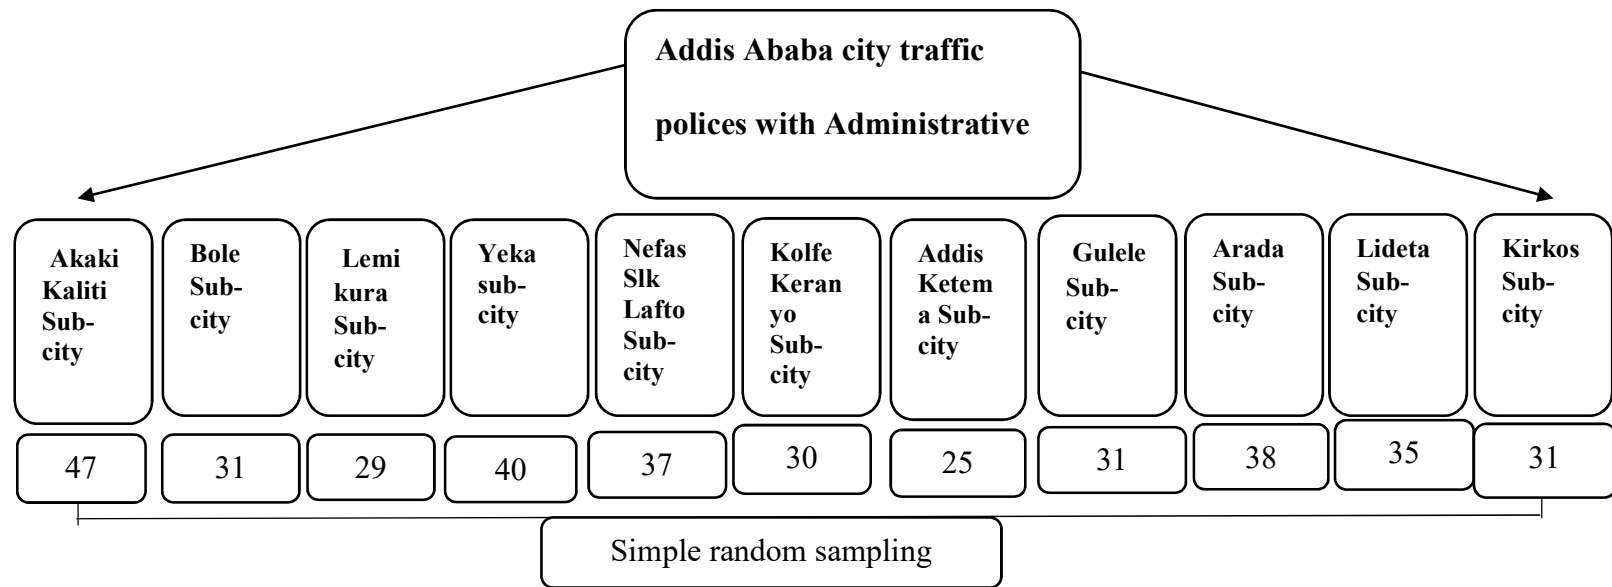 Addis Ababa city traffic
polices with Administrative
Akaki
Kaliti
Sub-
city
Bole
Sub-
city
Lemi
kura
Sub-
city
Yeka
sub-
city
Nefas
Slk
Lafto
Sub-
city
Kolfe
Keran
yo
Sub-
city
Addis
Ketem
a Sub-
city
Gulele
Sub-
city
Arada
Sub-
city
Lideta
Sub-
city
Kirkos
Sub-
city
47
31
29
40
37
30
25
31
38
35
31
Simple random sampling